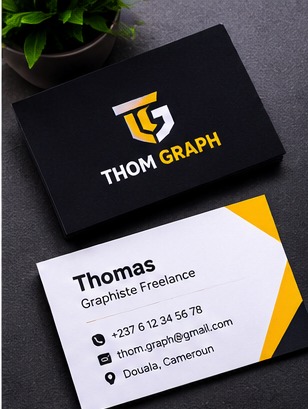 THOM GRAPH
Thomas
Graphiste Freelance
+237 6 12 34 56 78
thom.graph@gmail.com
Douala, Cameroun